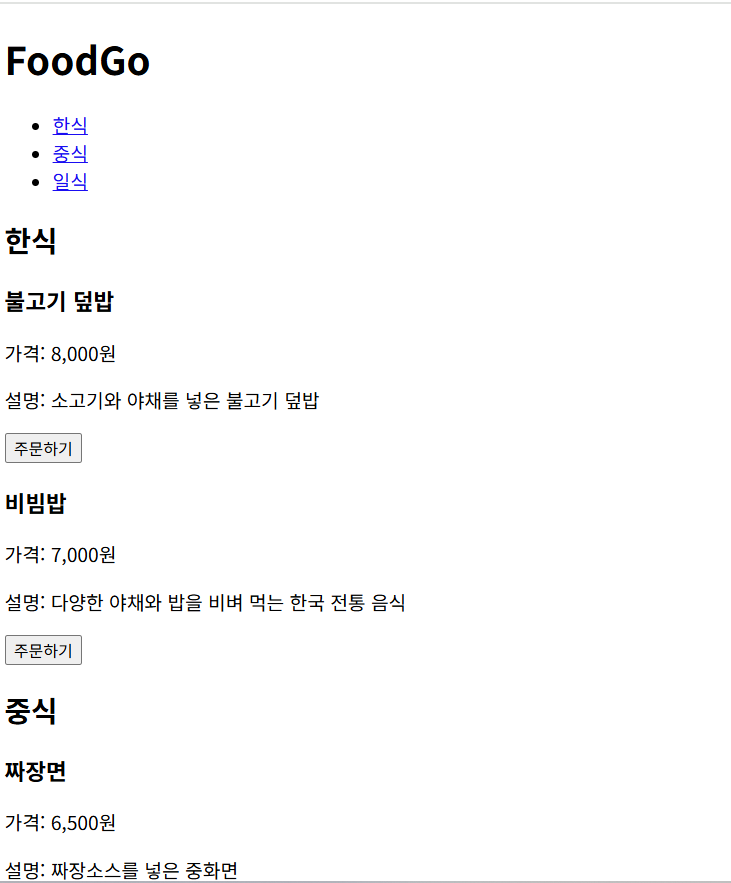 FoodGo
한식
중식
일식
한식
불고기 덮밥
가격: 8,000원
설명: 소고기와 야채를 넣은 불고기 덮밥
주문하기
비빔밥
가격: 7,000원
설명: 다양한 야채와 밥을 비벼 먹는 한국 전통 음식
주문하기
중식
짜장면
가격: 6,500원
설명: 짜장소스를 넣은 중화면